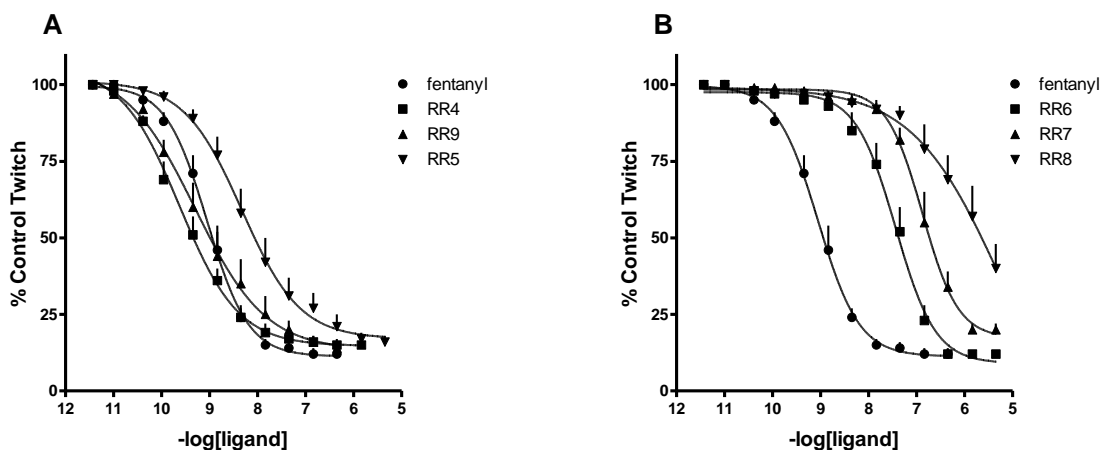 A
% Control Twitch
100
75
50
25
0
12 11 10 9 8 7 6 5
-log[ligand]
fentanyl
RR4
RR9
RR5
B
% Control Twitch
100
75
50
25
0
12 11 10 9 8 7 6 5
-log[ligand]
fentanyl
RR6
RR7
RR8